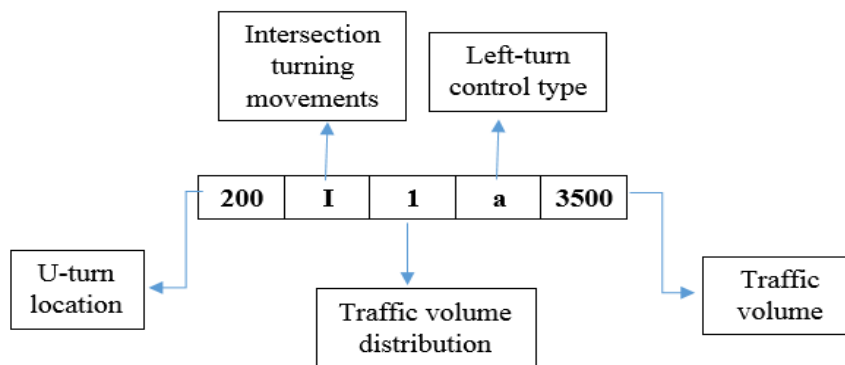 Intersection
turning
movements
Left-turn
control type
200 I 1 a 3500
U-turn
location
Traffic volume
distribution
Traffic
volume